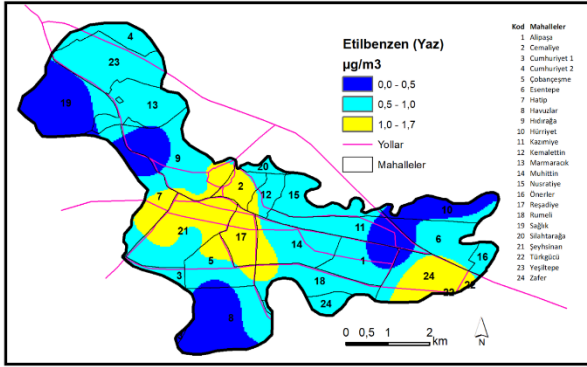 Etilbenzen (Yaz)
µg/m3
0,0 - 0,5
0,5 - 1,0
1,0 - 1,7
Yollar
Mahalleler
Kod Mahalleler
1 Alipaşa
2 Cemaliye
3 Cumhuriyet 1
4 Cumhuriyet 2
5 Çobançeşme
6 Esentepe
7 Hatip
8 Havuzlar
9 Hıdırağa
10 Hürriyet
11 Kazımiye
12 Kemalettin
13 Marmaracık
14 Muhittin
15 Nusratiye
16 Önerler
17 Reşadiye
18 Rumeli
19 Sağlık
20 Silahtarağa
21 Şeyhsinan
22 Türkgücü
23 Yeşiltepe
24 Zafer
4
23
19
13
9
20
2
12
15
7
21
17
5
3
14
11
1
10
6
16
18
24
24
22
22
8
0 0,5 1 2
km
N